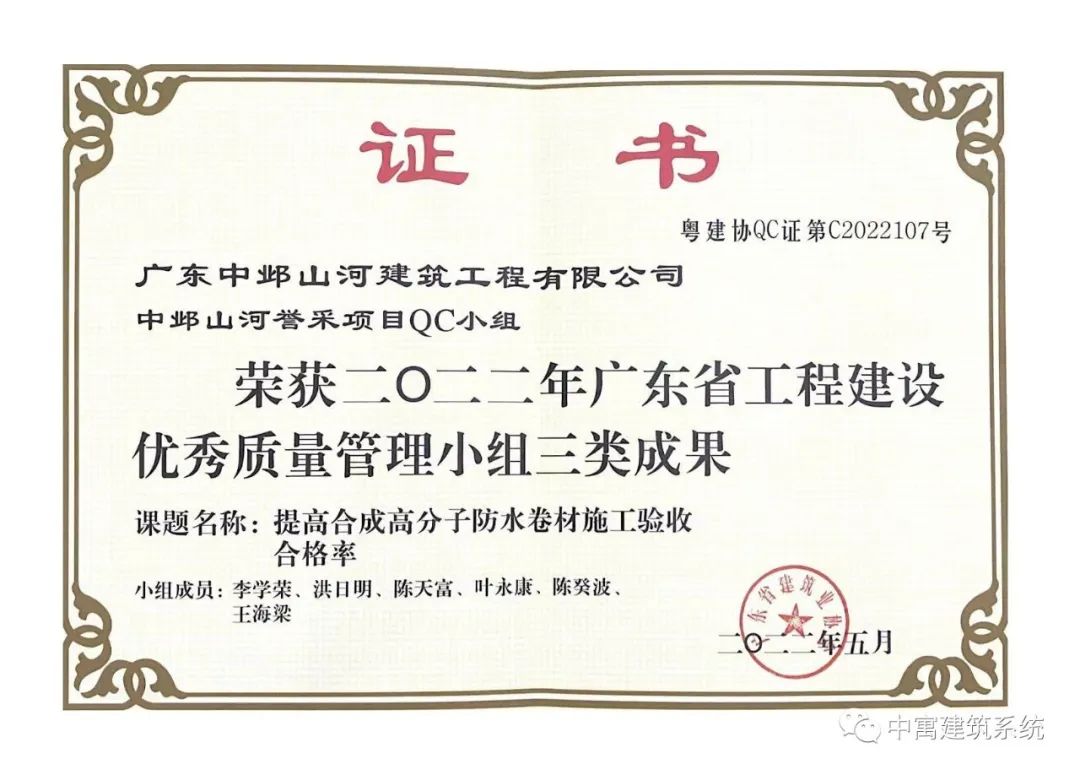 证 书
粤建协QC证第C2022107号
广东中邺山河建筑工程有限公司
中邺山河誉采项目QC小组
荣获二〇二二年广东省工程建设
优秀质量管理小组三类成果
课题名称：提高合成高分子防水卷材施工验收
合格率
小组成员：李学荣、洪日明、陈天富、叶永康、陈癸波、
王海梁
东省建筑业协
二〇二二年五月
中寓建筑系统